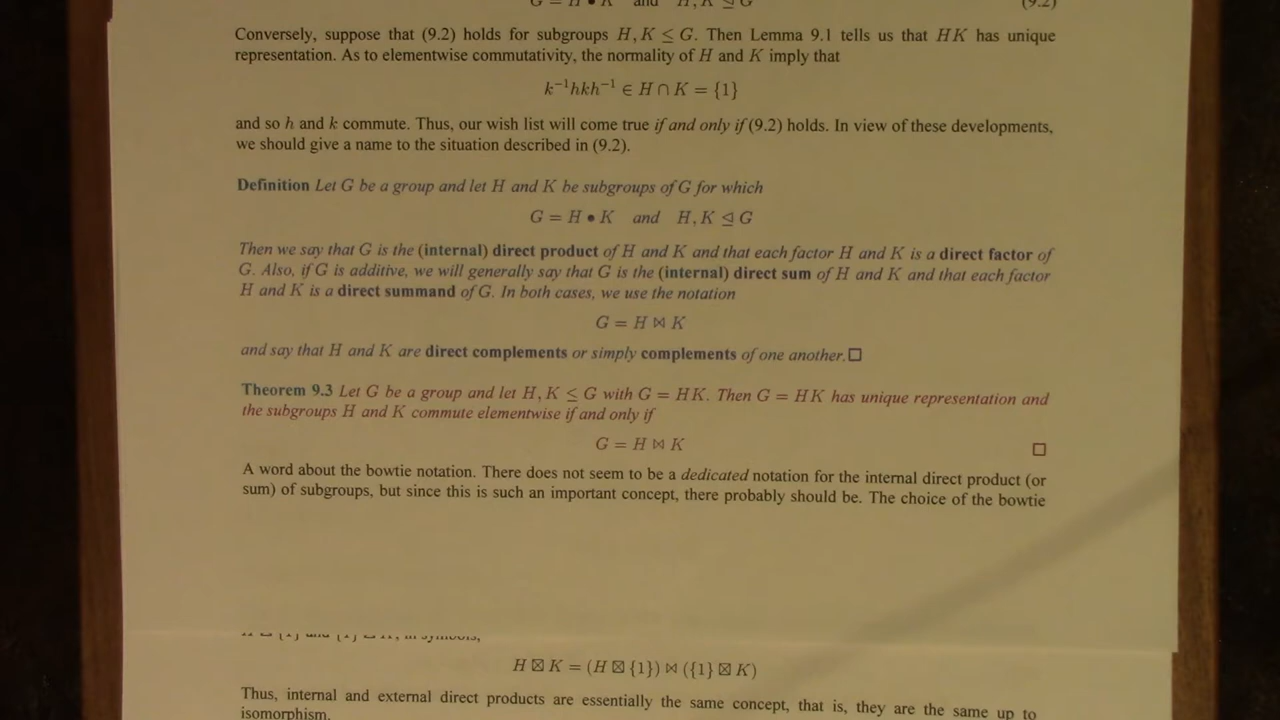 G = H • K and H, K ⊴ G (9.2)
Conversely, suppose that (9.2) holds for subgroups H, K ≤ G. Then Lemma 9.1 tells us that HK has unique
representation. As to elementwise commutativity, the normality of H and K imply that
k⁻¹hkh⁻¹ ∈ H ∩ K = {1}
and so h and k commute. Thus, our wish list will come true if and only if (9.2) holds. In view of these developments,
we should give a name to the situation described in (9.2).
Definition Let G be a group and let H and K be subgroups of G for which
G = H • K and H, K ⊴ G
Then we say that G is the (internal) direct product of H and K and that each factor H and K is a direct factor of
G. Also, if G is additive, we will generally say that G is the (internal) direct sum of H and K and that each factor
H and K is a direct summand of G. In both cases, we use the notation
G = H ⋈ K
and say that H and K are direct complements or simply complements of one another. □
Theorem 9.3 Let G be a group and let H, K ≤ G with G = HK. Then G = HK has unique representation and
the subgroups H and K commute elementwise if and only if
G = H ⋈ K □
A word about the bowtie notation. There does not seem to be a dedicated notation for the internal direct product (or
sum) of subgroups, but since this is such an important concept, there probably should be. The choice of the bowtie
in symbols,
H ⊠ K = (H ⊠ {1}) ⋈ ({1} ⊠ K)
Thus, internal and external direct products are essentially the same concept, that is, they are the same up to
isomorphism.